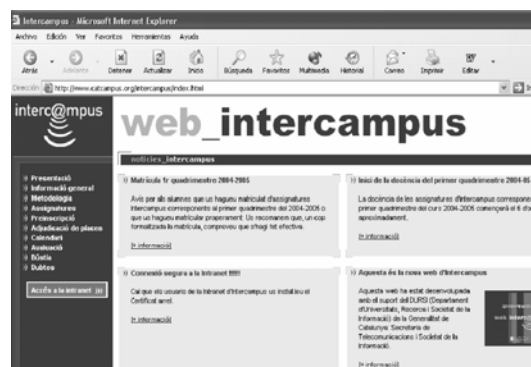 Intercampus - Microsoft Internet Explorer
Archivo Edición Ver Favoritos Herramientas Ayuda
Atrás Adelante Detener Actualizar Inicio Búsqueda Favoritos Multimedia Historial Correo Imprimir Editar
Dirección http://www.catcampus.org/intercampus/index.html
interc@mpus
web_intercampus
noticies_intercampus
Presentació
Informació general
Metodologia
Assignatures
Preinscripció
Adjudicació de places
Calendari
Avaluació
Bústia
Dubtes
Accés a la intranet
Matrícula 1r quadrimestre 2004-2005
Avís per als alumnes que us hagueu matriculat d'assignatures
intercampus corresponents al primer quadrimestre del 2004-2005 o
que us hagueu matricular properament: Us recomanem que, un cop
formalitzada la matrícula, comproveu que s'hagi fet efectiva.
[+ informació]
Inici de la docència del primer quadrimestre 2004-05
La docència de les assignatures d'Intercampus
primer quadrimestre del curs 2004-2005 començarà el 6 d'
aproximadament.
[+ informació]
Connexió segura a la Intranet !!!!!
Cal que els usuaris de la Intranet d'Intercampus us instal·leu el
Certificat arrel.
[+ informació]
Aquesta és la nova web d'Intercampus
Aquesta web ha estat desenvolupada
amb el suport del DURSI (Departament
d'Universitats, Recerca i Societat de la
Informació) de la Generalitat de
Catalunya: Secretaria de
Telecomunicacions i Societat de la
Informació.
[+ informació]